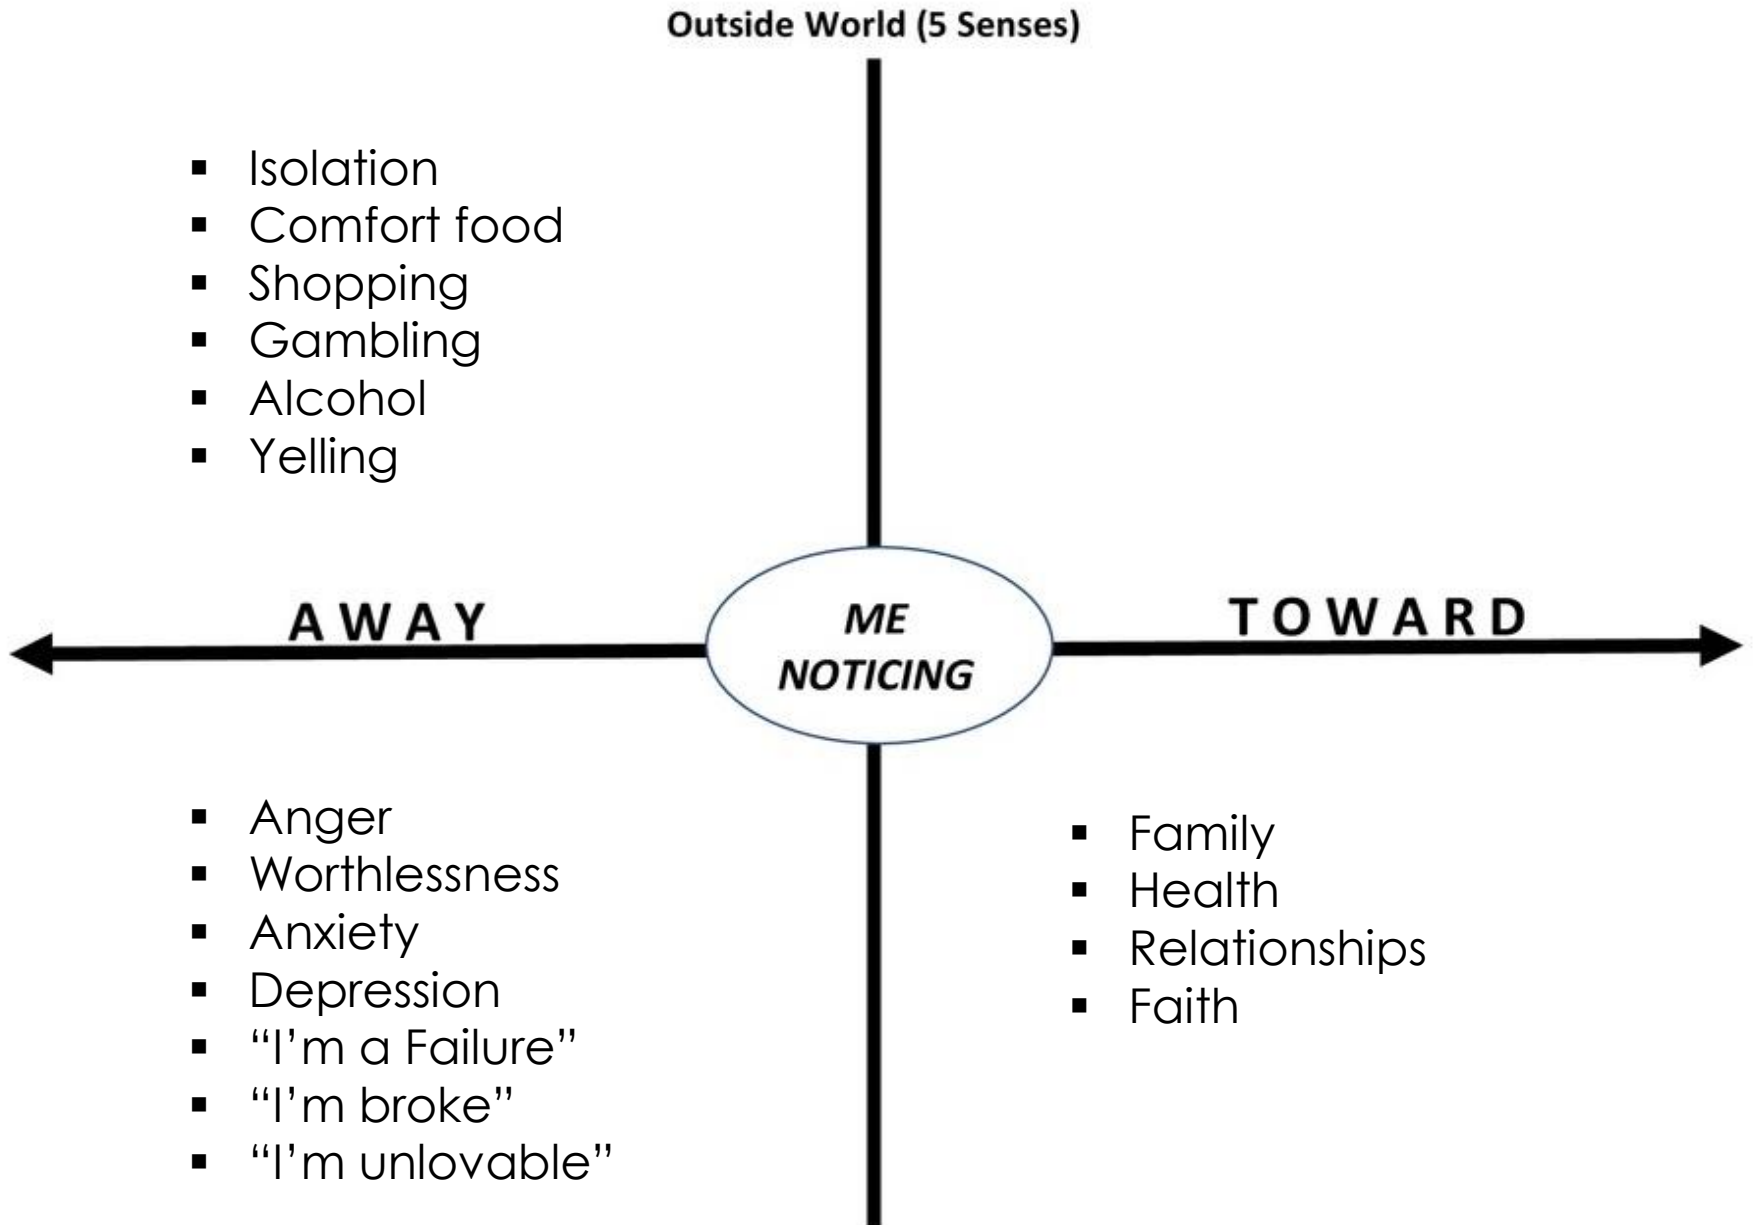 Outside World (5 Senses)
▪ Isolation
▪ Comfort food
▪ Shopping
▪ Gambling
▪ Alcohol
▪ Yelling
AWAY
ME
NOTICING
TOWARD
▪ Anger
▪ Worthlessness
▪ Anxiety
▪ Depression
▪ “I’m a Failure”
▪ “I’m broke”
▪ “I’m unlovable”
▪ Family
▪ Health
▪ Relationships
▪ Faith